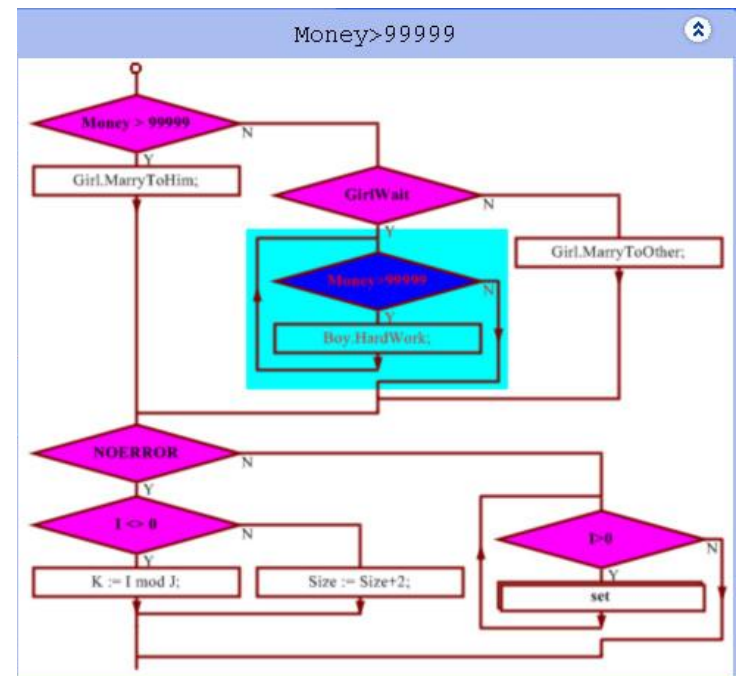 Money>99999
Money > 99999
N
Y
Girl.MarryToHim;
GirlWait
N
Y
Girl.MarryToOther;
Money>99999
N
Y
Boy.HardWork;
NOERROR
N
Y
I <> 0
N
Y
I>0
N
Y
K := I mod J;
Size := Size+2;
set